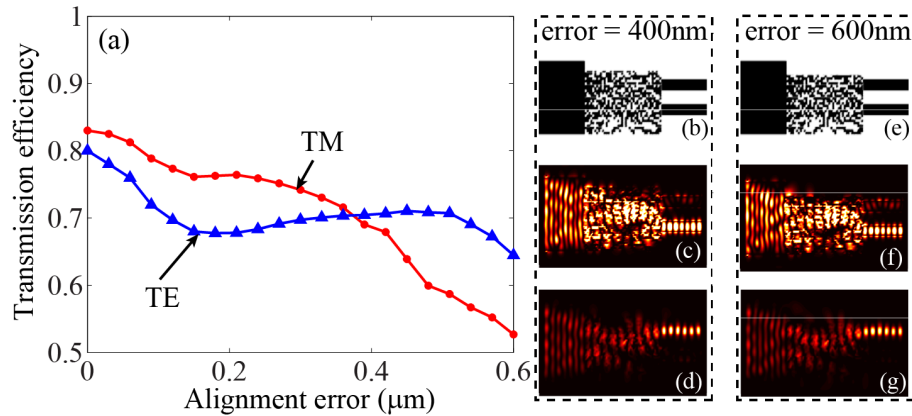 (a)
Transmission efficiency
1
0.9
0.8
0.7
0.6
0.5
TM
TE
0
0.2
0.4
0.6
Alignment error (μm)
error = 400nm
(b)
(c)
(d)
error = 600nm
(e)
(f)
(g)